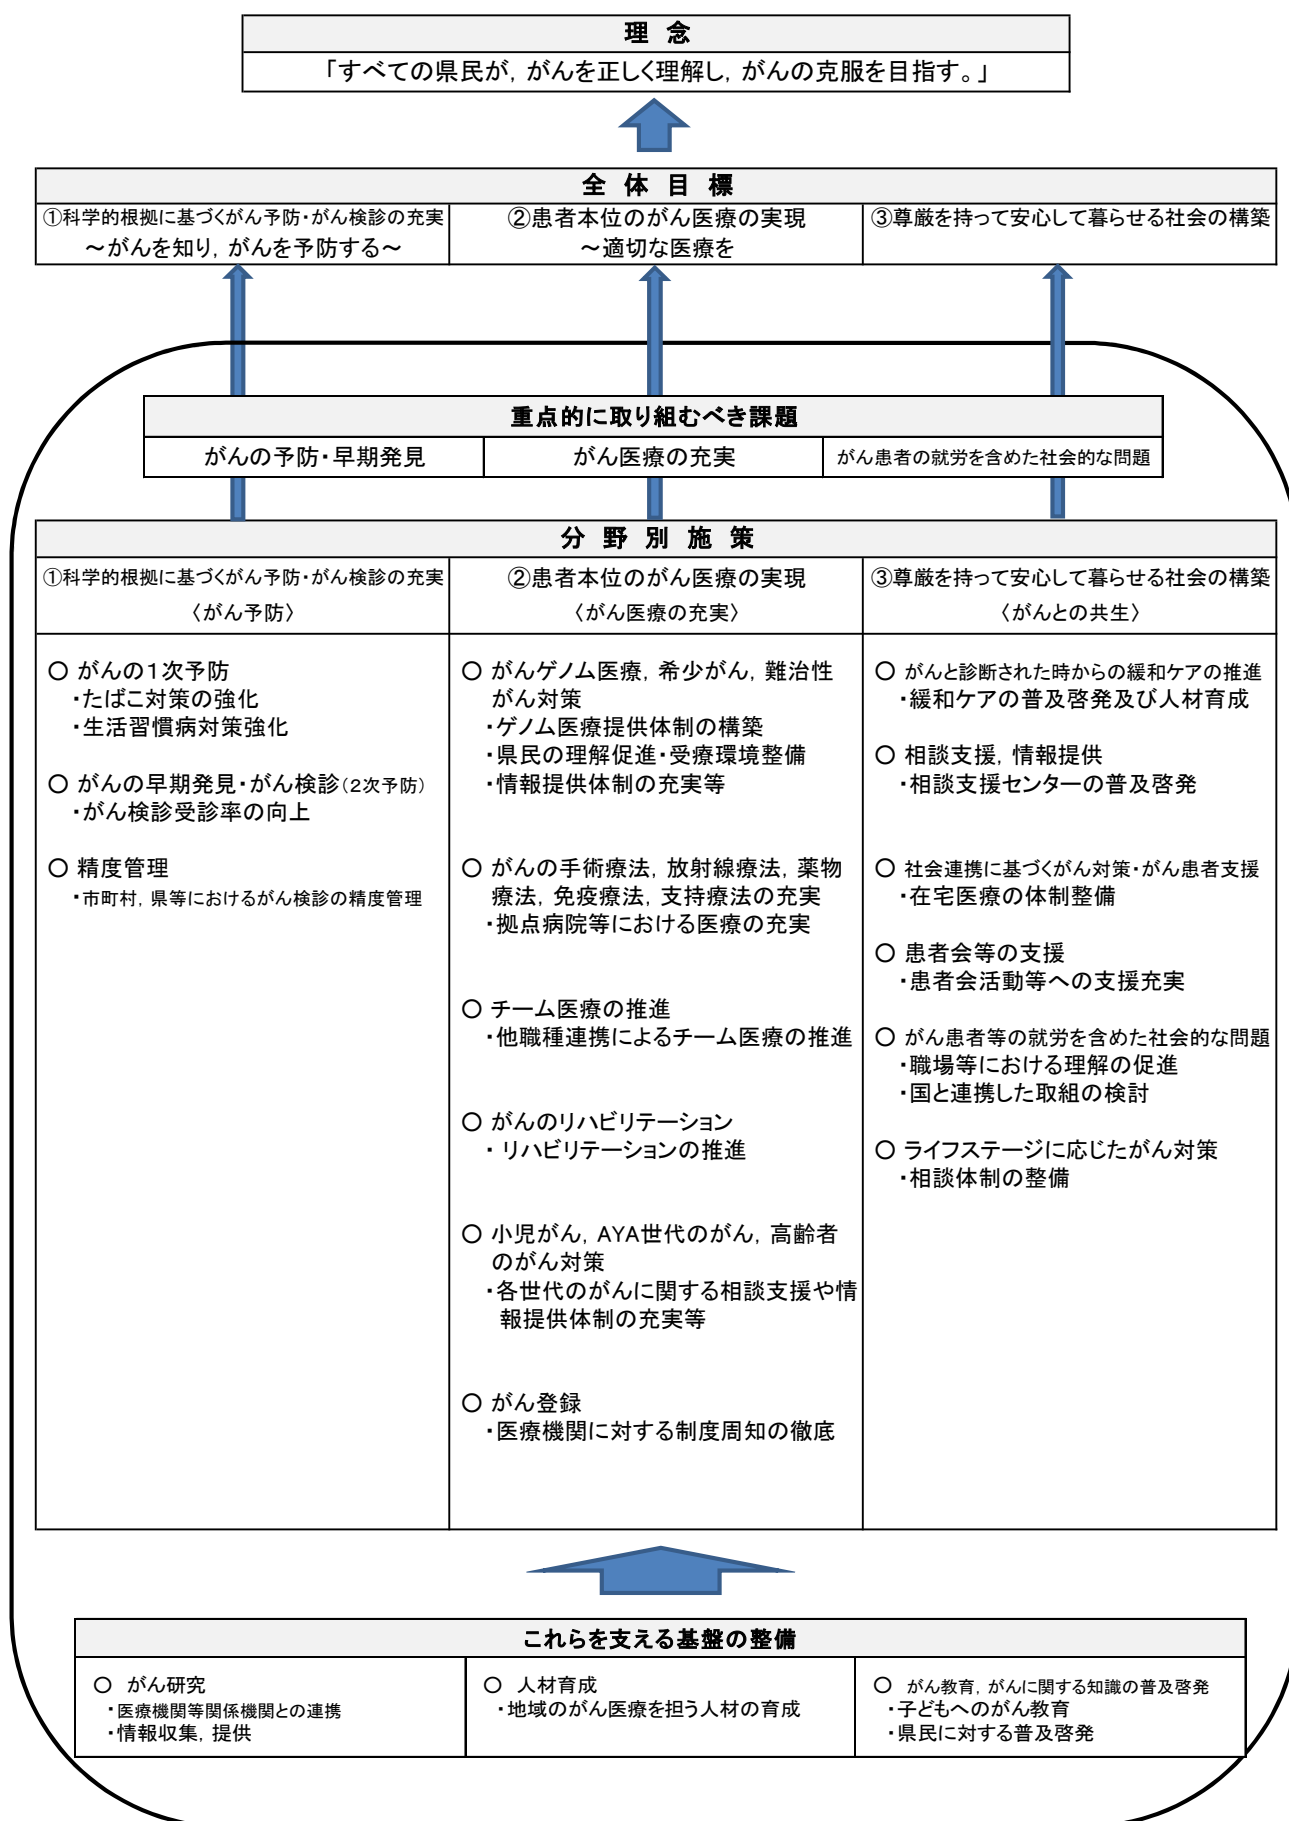 理 念
「すべての県民が, がんを正しく理解し, がんの克服を目指す。」
全 体 目 標
①科学的根拠に基づくがん予防・がん検診の充実
～がんを知り, がんを予防する～
②患者本位のがん医療の実現
～適切な医療を
③尊厳を持って安心して暮らせる社会の構築
重点的に取り組むべき課題
がんの予防・早期発見
がん医療の充実
がん患者の就労を含めた社会的な問題
分 野 別 施 策
①科学的根拠に基づくがん予防・がん検診の充実
〈がん予防〉
②患者本位のがん医療の実現
〈がん医療の充実〉
③尊厳を持って安心して暮らせる社会の構築
〈がんとの共生〉
○ がんの1次予防
・たばこ対策の強化
・生活習慣病対策強化
○ がんの早期発見・がん検診(2次予防)
・がん検診受診率の向上
○ 精度管理
・市町村, 県等におけるがん検診の精度管理
○ がんゲノム医療, 希少がん, 難治性
がん対策
・ゲノム医療提供体制の構築
・県民の理解促進・受療環境整備
・情報提供体制の充実等
○ がんの手術療法, 放射線療法, 薬物
療法, 免疫療法, 支持療法の充実
・拠点病院等における医療の充実
○ チーム医療の推進
・他職種連携によるチーム医療の推進
○ がんのリハビリテーション
・ リハビリテーションの推進
○ 小児がん, AYA世代のがん, 高齢者
のがん対策
・各世代のがんに関する相談支援や情
報提供体制の充実等
○ がん登録
・医療機関に対する制度周知の徹底
○ がんと診断された時からの緩和ケアの推進
・緩和ケアの普及啓発及び人材育成
○ 相談支援, 情報提供
・相談支援センターの普及啓発
○ 社会連携に基づくがん対策・がん患者支援
・在宅医療の体制整備
○ 患者会等の支援
・患者会活動等への支援充実
○ がん患者等の就労を含めた社会的な問題
・職場等における理解の促進
・国と連携した取組の検討
○ ライフステージに応じたがん対策
・相談体制の整備
これらを支える基盤の整備
○ がん研究
・医療機関等関係機関との連携
・情報収集, 提供
○ 人材育成
・地域のがん医療を担う人材の育成
○ がん教育, がんに関する知識の普及啓発
・子どもへのがん教育
・県民に対する普及啓発